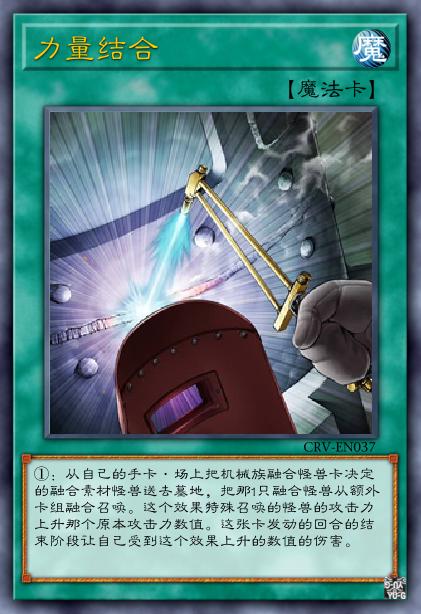 力量结合
魔
【魔法卡】
CRV-EN037
①：从自己的手卡·场上把机械族融合怪兽卡决定
的融合素材怪兽送去墓地，把那1只融合怪兽从额外
卡组融合召唤。这个效果特殊召唤的怪兽的攻击力
上升那个原本攻击力数值。这张卡发动的回合的结
束阶段让自己受到这个效果上升的数值的伤害。